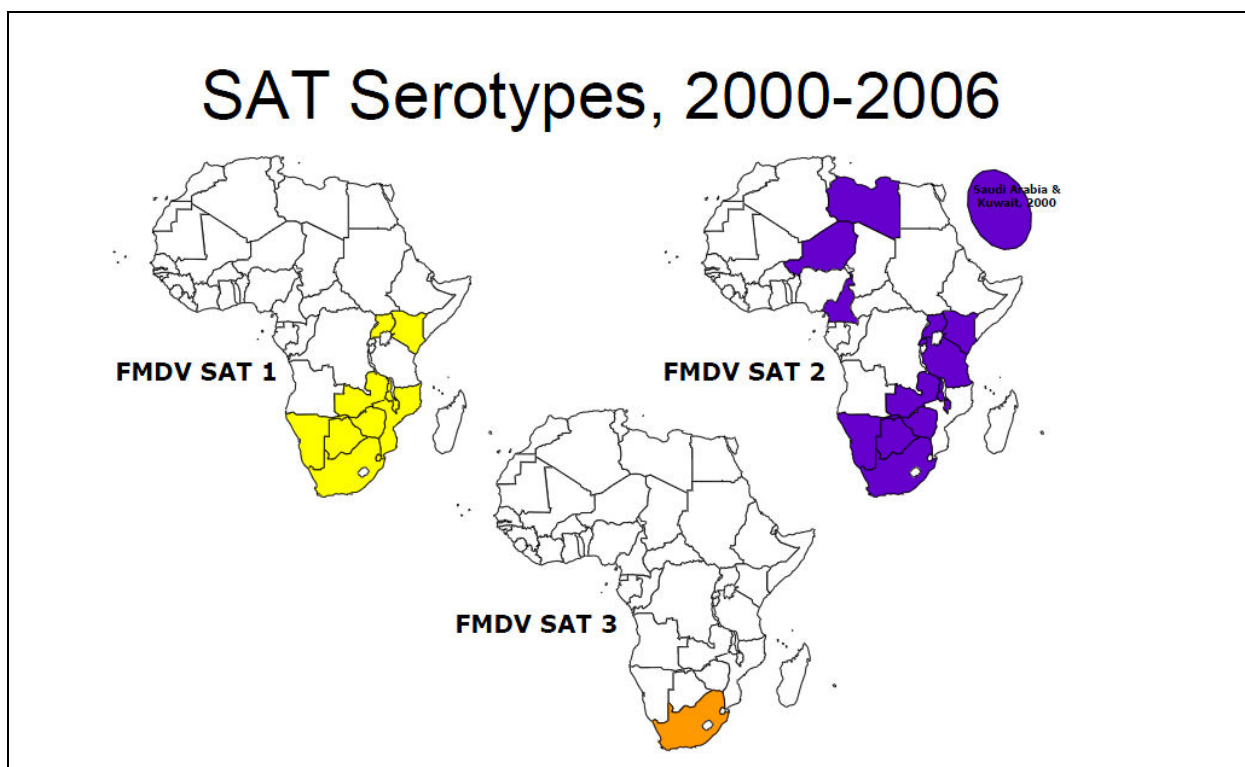 SAT Serotypes, 2000-2006
Saudi Arabia &
Kuwait, 2000
FMDV SAT 1
FMDV SAT 2
FMDV SAT 3